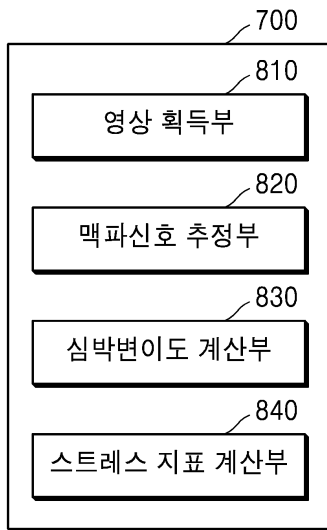 700
810
영상 획득부
820
맥파신호 추정부
830
심박변이도 계산부
840
스트레스 지표 계산부